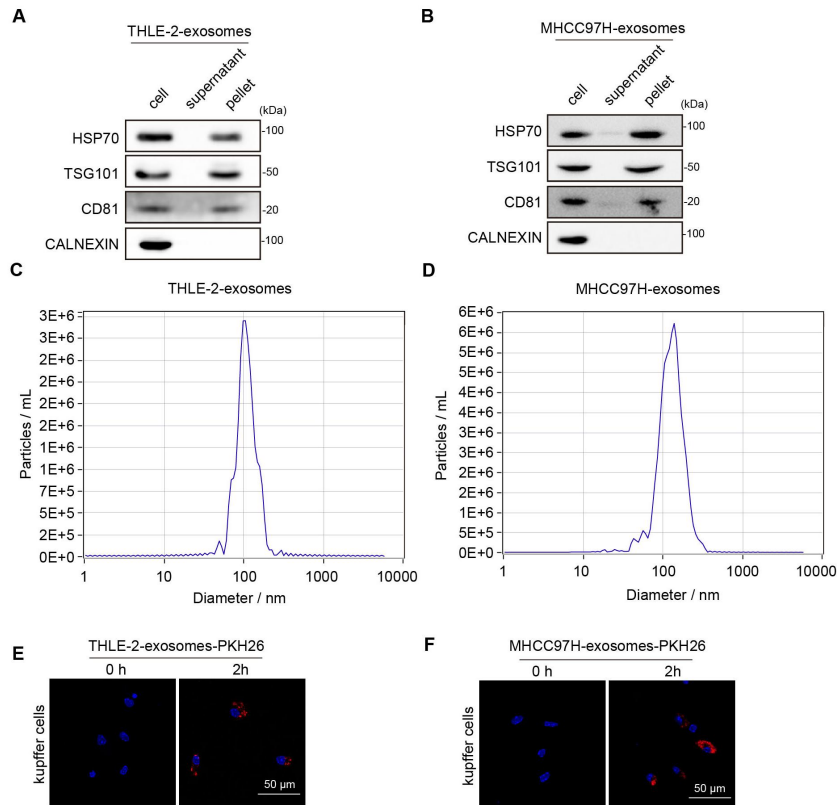 A
THLE-2-exosomes
cell
supernatant
pellet
(kDa)
HSP70
-100
TSG101
-50
CD81
-20
CALNEXIN
-100
B
MHCC97H-exosomes
cell
supernatant
pellet
(kDa)
HSP70
-100
TSG101
-50
CD81
-20
CALNEXIN
-100
C
THLE-2-exosomes
Particles / mL
3E+6
3E+6
2E+6
2E+6
2E+6
1E+6
1E+6
1E+6
7E+5
5E+5
2E+5
0E+0
1
10
100
1000
10000
Diameter / nm
D
MHCC97H-exosomes
Particles / mL
6E+6
6E+6
5E+6
5E+6
4E+6
4E+6
3E+6
3E+6
2E+6
2E+6
1E+6
5E+5
0E+0
1
10
100
1000
10000
Diameter / nm
E
THLE-2-exosomes-PKH26
0 h
2h
kupffer cells
50 μm
F
MHCC97H-exosomes-PKH26
0 h
2h
kupffer cells
50 μm